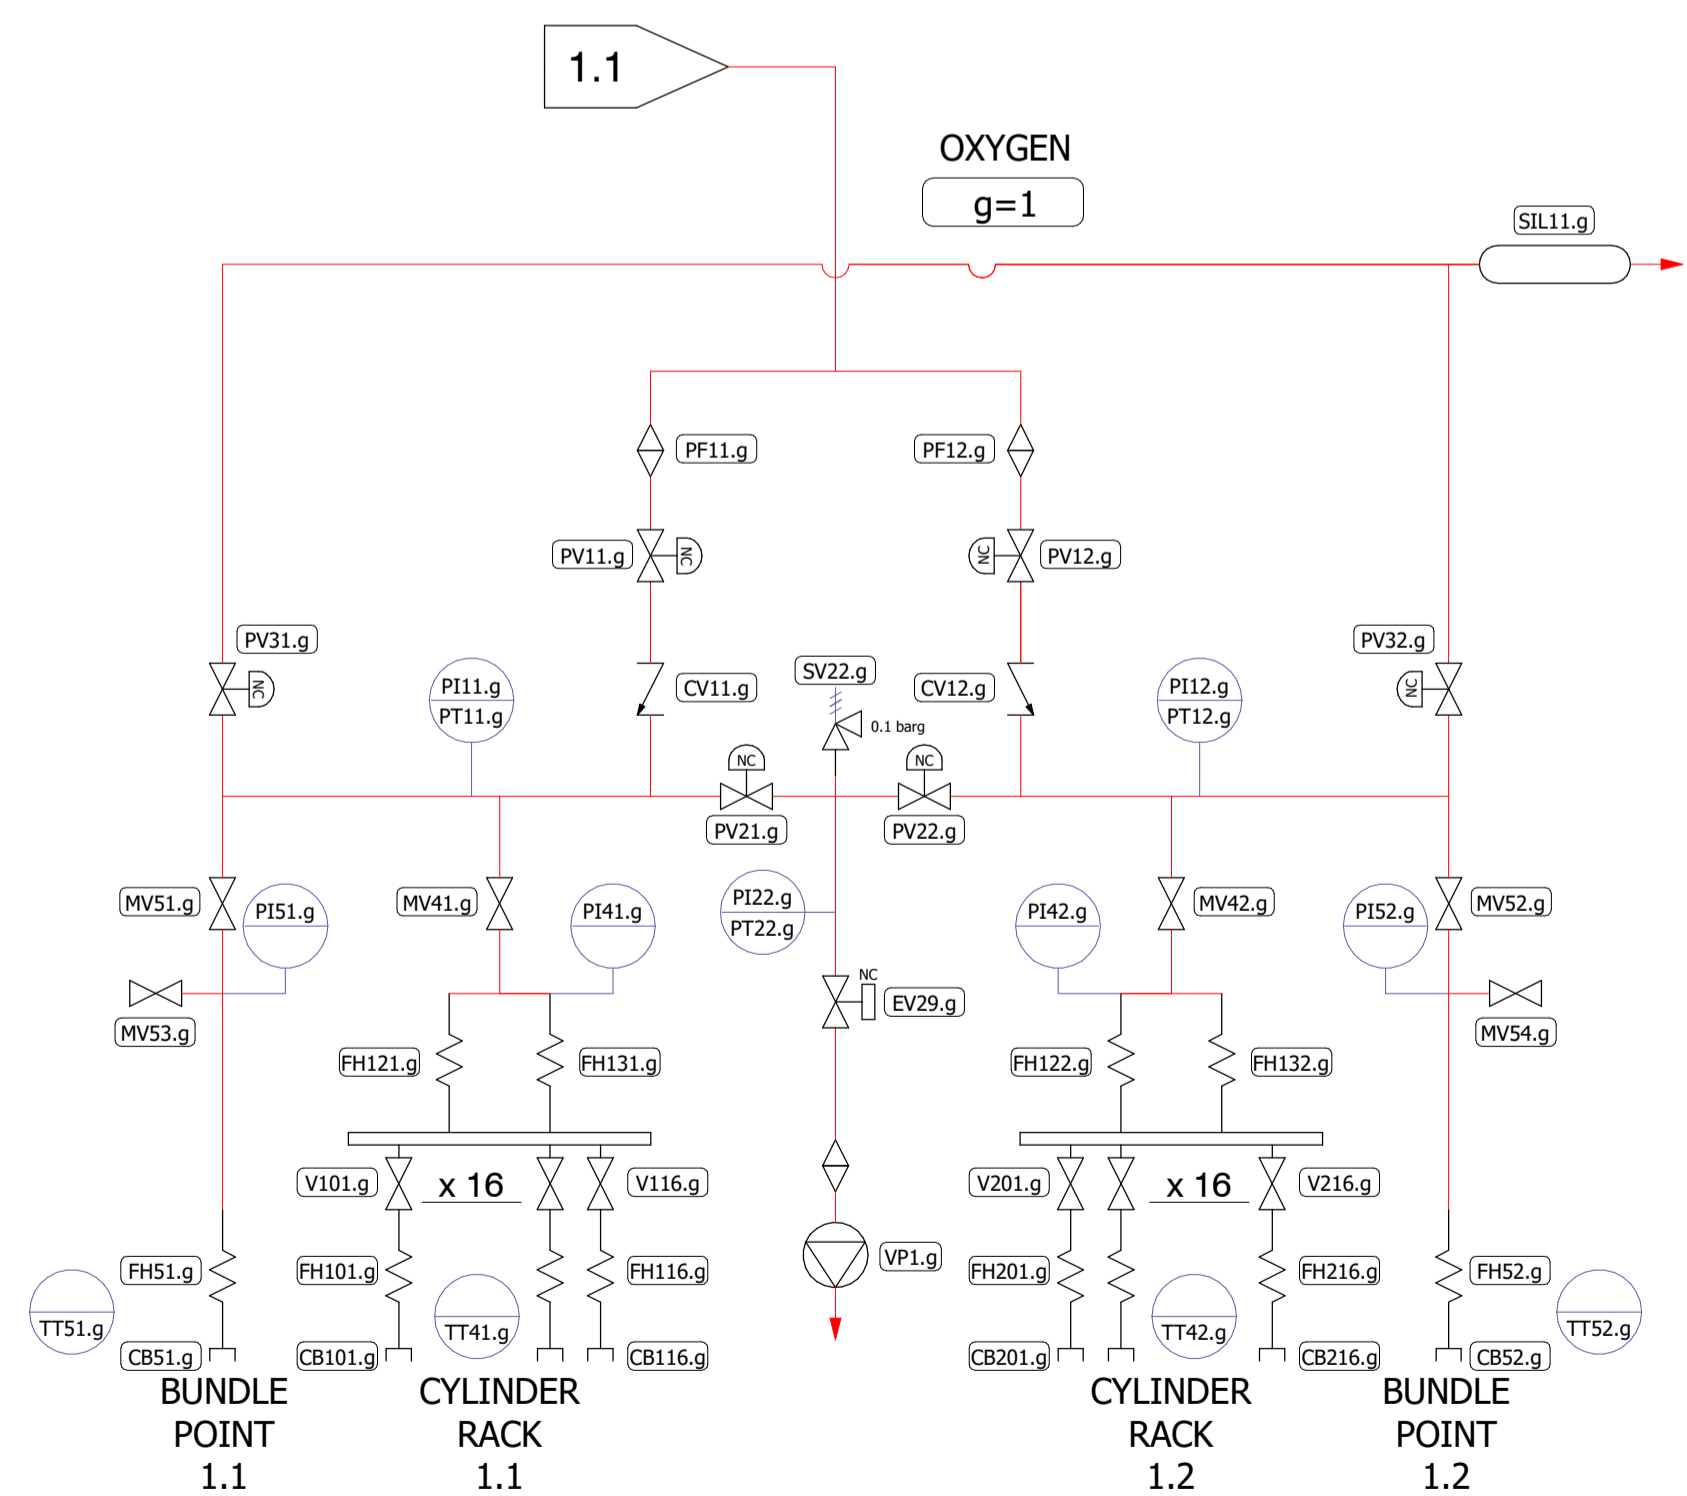 1.1
OXYGEN
g=1
SIL11.g
PF11.g
PF12.g
PV11.g
NC
NC
PV12.g
PV31.g
NC
PI11.g
PT11.g
CV11.g
SV22.g
0.1 barg
CV12.g
PI12.g
PT12.g
PV32.g
NC
NC
NC
PV21.g
PV22.g
MV51.g
PI51.g
MV41.g
PI41.g
PI22.g
PT22.g
PI42.g
MV42.g
PI52.g
MV52.g
MV53.g
NC
EV29.g
MV54.g
FH121.g
FH131.g
FH122.g
FH132.g
V101.g
x 16
V116.g
V201.g
x 16
V216.g
FH51.g
FH101.g
FH116.g
VP1.g
FH201.g
FH216.g
FH52.g
TT51.g
TT41.g
TT42.g
TT52.g
CB51.g
CB101.g
CB116.g
CB201.g
CB216.g
CB52.g
BUNDLE
POINT
1.1
CYLINDER
RACK
1.1
CYLINDER
RACK
1.2
BUNDLE
POINT
1.2